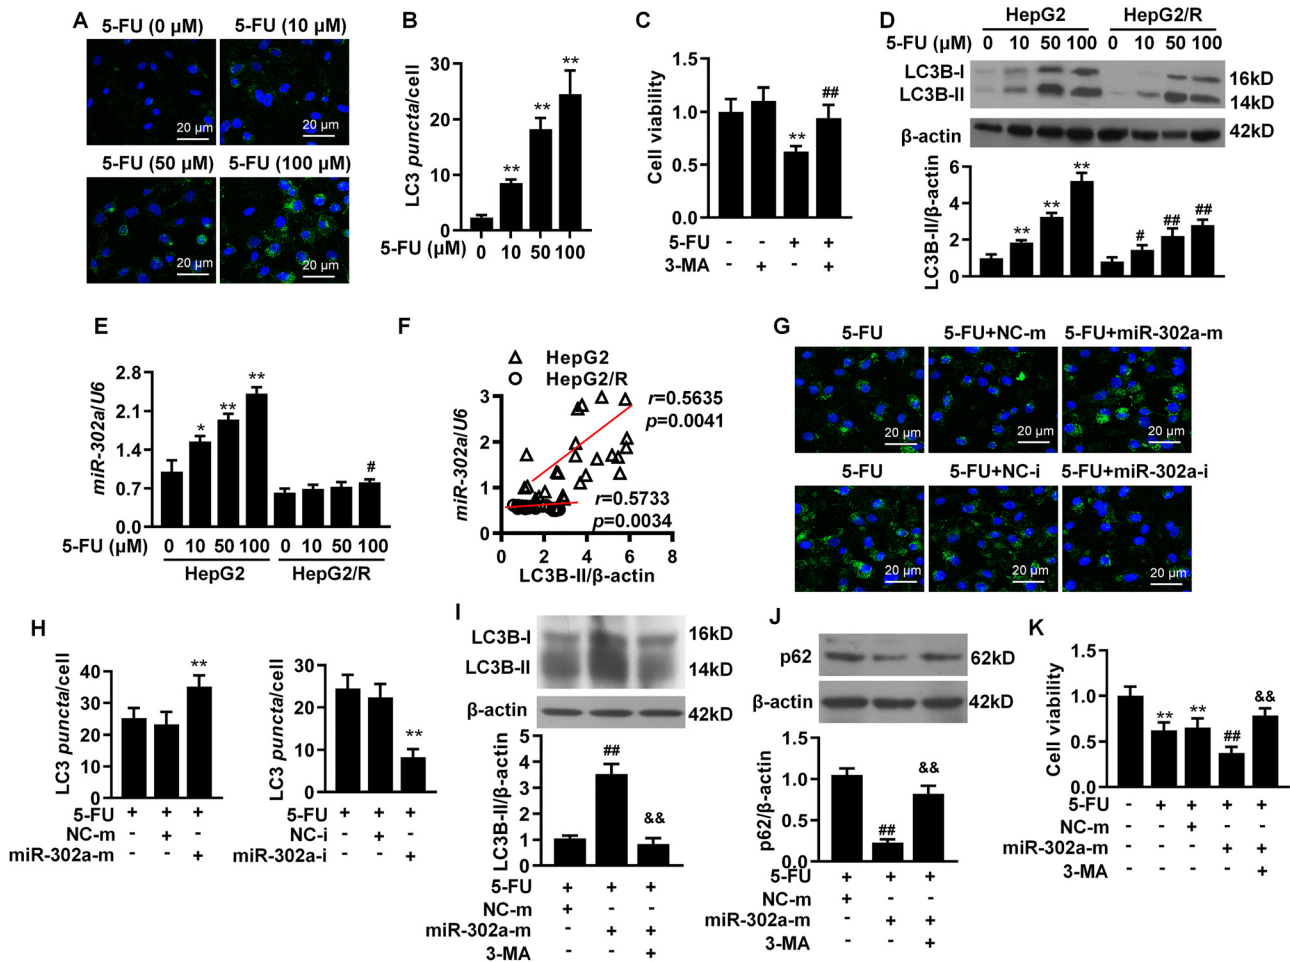 A
5-FU (0 µM) 5-FU (10 µM)
20 µm 20 µm
5-FU (50 µM) 5-FU (100 µM)
20 µm 20 µm
B
LC3 puncta/cell
30
20
10
0
** ** **
5-FU (µM) 0 10 50 100
C
Cell viability
1.5
1.0
0.5
0.0
** ##
5-FU - - + +
3-MA - + - +
D
HepG2 HepG2/R
5-FU (µM) 0 10 50 100 0 10 50 100
LC3B-I 16kD
LC3B-II 14kD
β-actin 42kD
LC3B-II/β-actin
6
4
2
0
** ** ** # ## ##
E
miR-302a/U6
2.8
2.1
1.4
0.7
0.0
* ** ** #
5-FU (µM) 0 10 50 100 0 10 50 100
HepG2 HepG2/R
F
HepG2
HepG2/R
miR-302a/U6
3
2
1
0
r=0.5635
p=0.0041
r=0.5733
p=0.0034
0 2 4 6 8
LC3B-II/β-actin
G
5-FU 5-FU+NC-m 5-FU+miR-302a-m
20 µm 20 µm 20 µm
5-FU 5-FU+NC-i 5-FU+miR-302a-i
20 µm 20 µm 20 µm
H
LC3 puncta/cell
40
30
20
10
0
**
5-FU + + +
NC-m - + -
miR-302a-m - - +
LC3 puncta/cell
30
20
10
0
**
5-FU + + +
NC-i - + -
miR-302a-i - - +
I
LC3B-I 16kD
LC3B-II 14kD
β-actin 42kD
LC3B-II/β-actin
5
4
3
2
1
0
## &&
5-FU + + +
NC-m + - -
miR-302a-m - + +
3-MA - - +
J
p62 62kD
β-actin 42kD
p62/β-actin
1.5
1.0
0.5
0.0
## &&
5-FU + + +
NC-m + - -
miR-302a-m - + +
3-MA - - +
K
Cell viability
1.5
1.0
0.5
0.0
** ** ## &&
5-FU - + + + +
NC-m - - + - -
miR-302a-m - - - + +
3-MA - - - - +